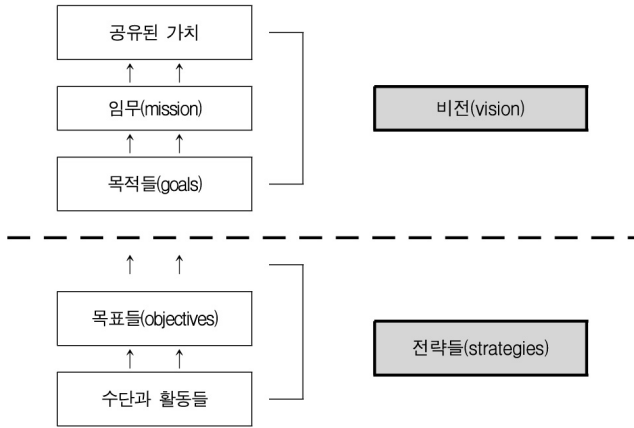 공유된 가치
임무(mission)
비전(vision)
목적들(goals)
목표들(objectives)
전략들(strategies)
수단과 활동들